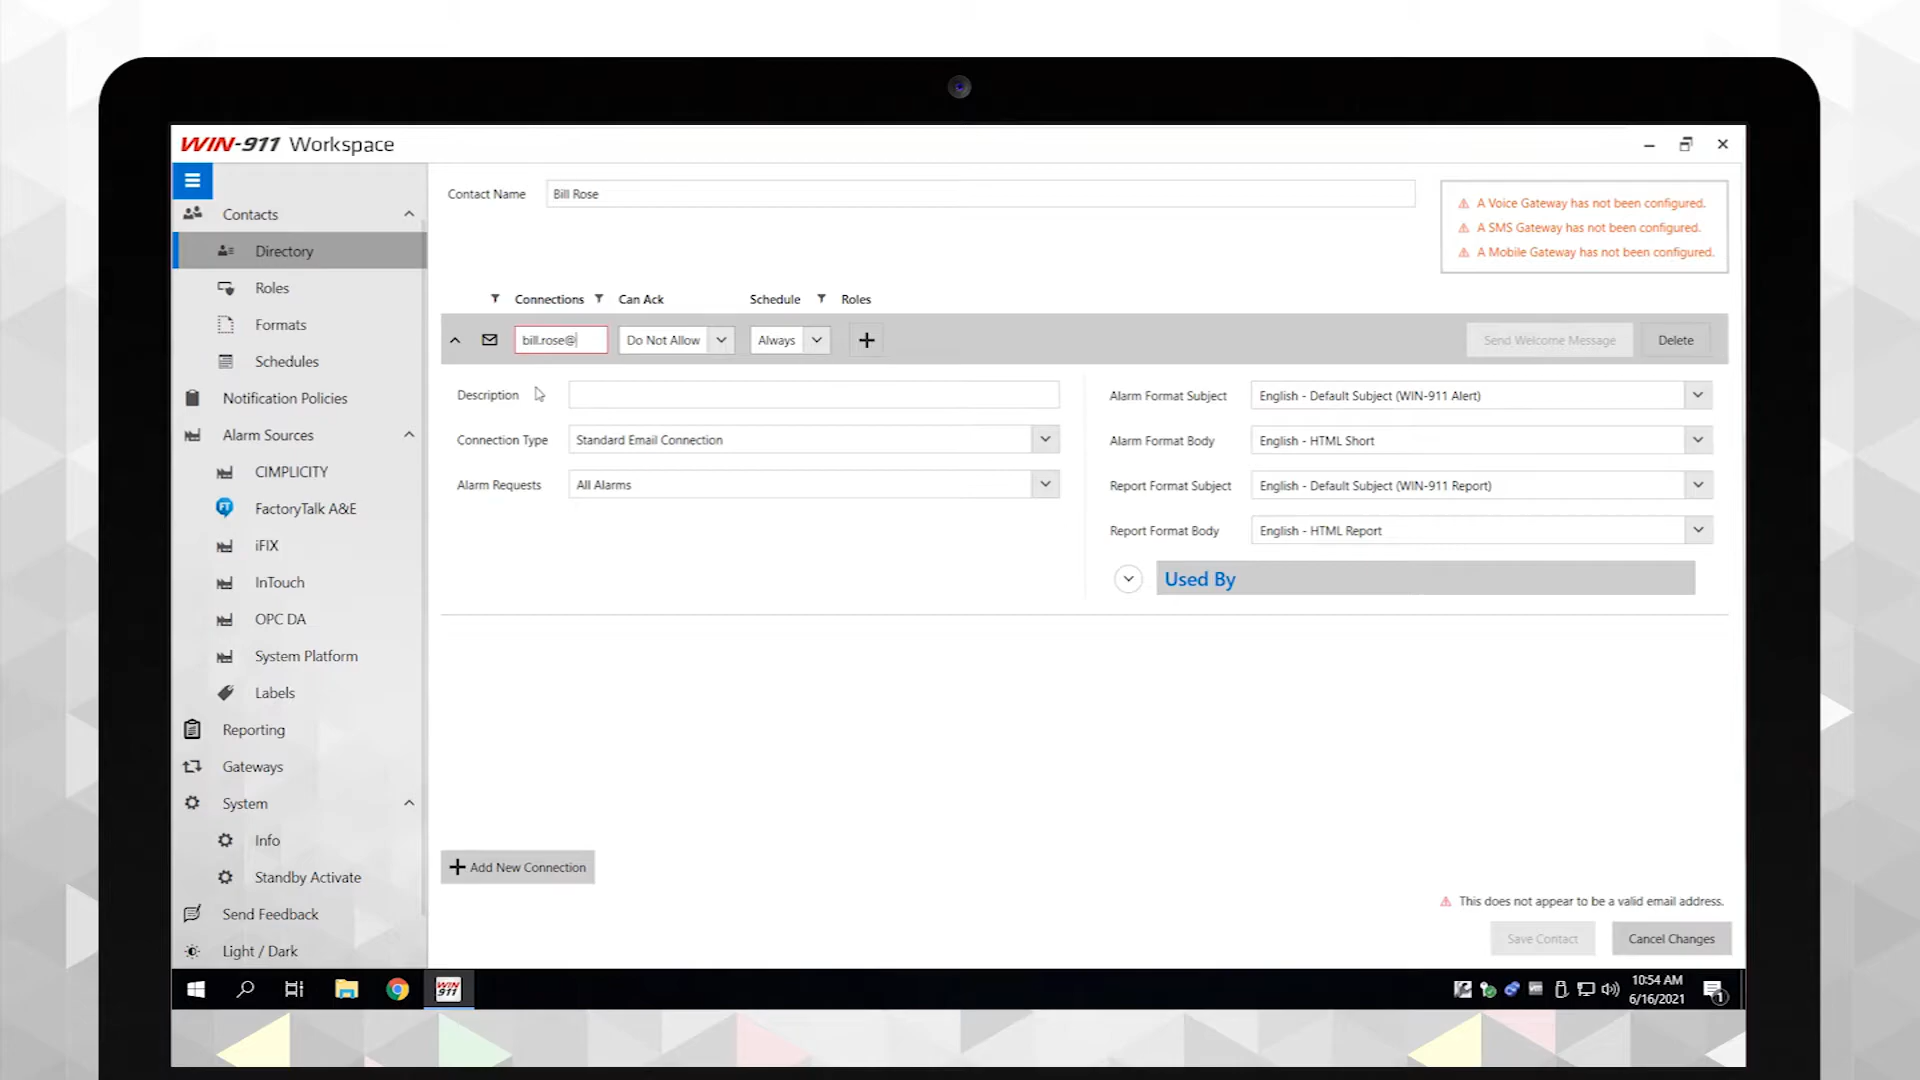 WIN-911 Workspace
Contacts
Directory
Roles
Formats
Schedules
Notification Policies
Alarm Sources
CIMPLICITY
FactoryTalk A&E
iFIX
InTouch
OPC DA
System Platform
Labels
Reporting
Gateways
System
Info
Standby Activate
Send Feedback
Light / Dark
Contact Name Bill Rose
A Voice Gateway has not been configured.
A SMS Gateway has not been configured.
A Mobile Gateway has not been configured.
Connections Can Ack Schedule Roles
bill.rose@ Do Not Allow Always Send Welcome Message Delete
Description
Connection Type Standard Email Connection
Alarm Requests All Alarms
Alarm Format Subject English - Default Subject (WIN-911 Alert)
Alarm Format Body English - HTML Short
Report Format Subject English - Default Subject (WIN-911 Report)
Report Format Body English - HTML Report
Used By
Add New Connection
This does not appear to be a valid email address.
Save Contact Cancel Changes
WIN 911
10:54 AM
6/16/2021
1